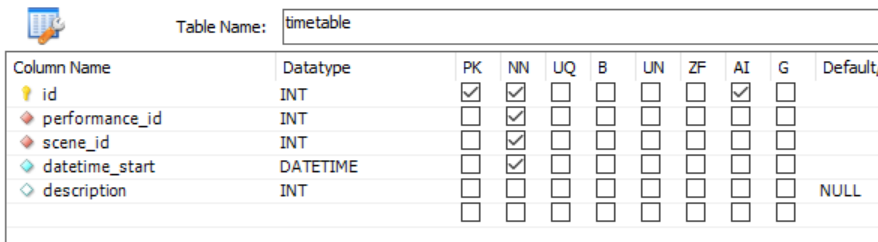 Table Name: timetable
Column Name Datatype PK NN UQ B UN ZF AI G Default/
id INT
performance_id INT
scene_id INT
datetime_start DATETIME
description INT NULL